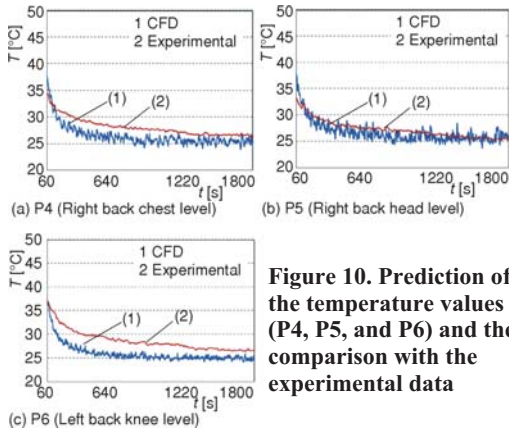 T [°C]
50
45
40
35
30
25
20
1 CFD
2 Experimental
(1)
(2)
60
640
1220
1800
t [s]
(a) P4 (Right back chest level)
T [°C]
50
45
40
35
30
25
20
1 CFD
2 Experimental
(1)
(2)
60
640
1220
1800
t [s]
(b) P5 (Right back head level)
T [°C]
50
45
40
35
30
25
20
1 CFD
2 Experimental
(1)
(2)
60
640
1220
1800
t [s]
(c) P6 (Left back knee level)
Figure 10. Prediction of
the temperature values
(P4, P5, and P6) and the
comparison with the
experimental data